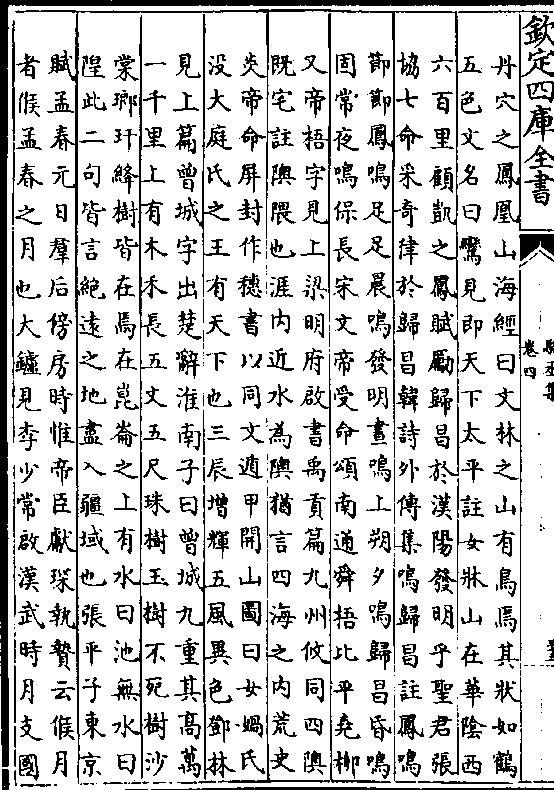 欽定四庫全書
卷四
丹穴之鳳凰山海經曰文林之山有鳥焉其狀如鶴
五色文名曰鸞見即天下太平註女牀山在華陰西
六百里顧凱之鳳賦勵歸昌於漢陽發明乎聖君張
協七命采奇律於歸昌韓詩外傳集鳴歸昌註鳳鳴
節節鳳鳴足足晨鳴發明晝鳴上朔夕鳴歸昌昏鳴
固常夜鳴保長宋文帝受命頌南通舜梧比平堯柳
又帝梧字見上梁明府啟書禹貢篇九州攸同四隩
既宅註隩隈也涯内近水為隩猶言四海之内荒史
炎帝命屏封作穗書以同文遁甲開山圖曰女媧氏
没大庭氏之王有天下也三辰增輝五風異色鄧林
見上篇曾城字出楚辭淮南子曰曾城九重其高萬
一千里上有木禾長五丈五尺珠樹玉樹不死樹沙
棠瑯玕絳樹皆在焉在崑崙之上有水曰池無水曰
隍此二句皆言絶遠之地盡入疆域也張平子東京
賦孟春元日羣后傍房時惟帝臣獻琛執贄云候月
者候孟春之月也大鑪見李少常啟漢武時月支國